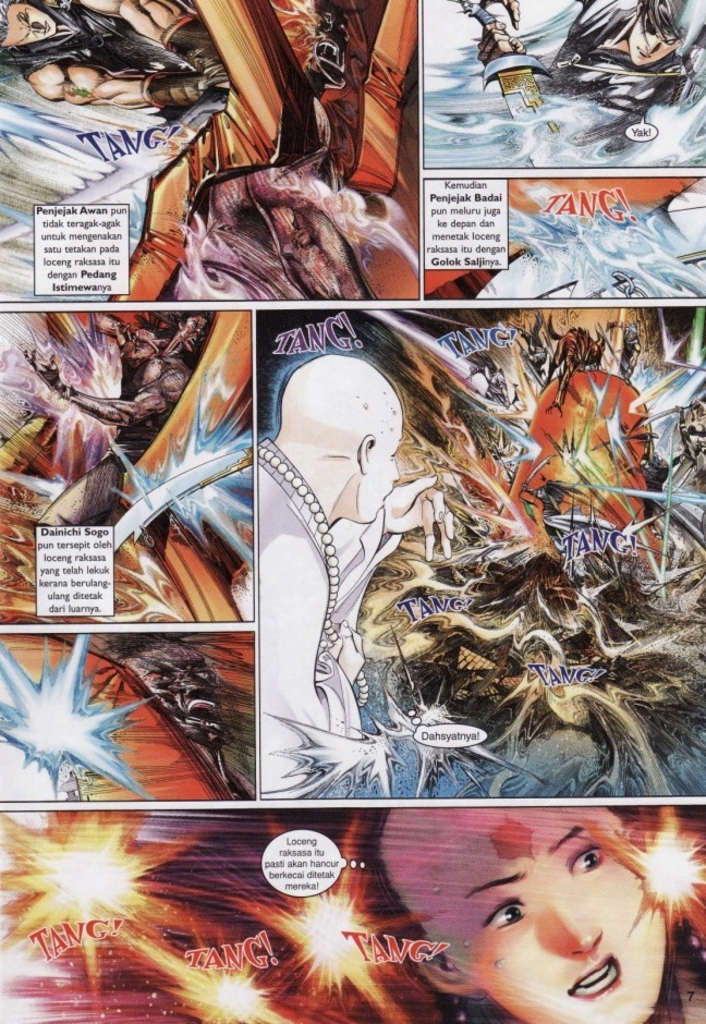 TANG!
Penjejak Awan pun
tidak teragak-agak
untuk mengenakan
satu tetakan pada
loceng raksasa itu
dengan Pedang
Istimewanya
Yak!
Kemudian
Penjejak Badai
pun meluru juga
ke depan dan
menetak loceng
raksasa itu dengan
Golok Saljinya.
TANG!
Dainichi Sogo
pun tersepit oleh
loceng raksasa
yang telah lekuk
kerana berulang-
ulang ditetak
dari luarnya.
TANG!
TANG!
TANG!
TANG!
TANG!
Dahsyatnya!
Loceng
raksasa itu
pasti akan hancur
berkecai ditetak
mereka!
TANG!
TANG!
TANG!
7